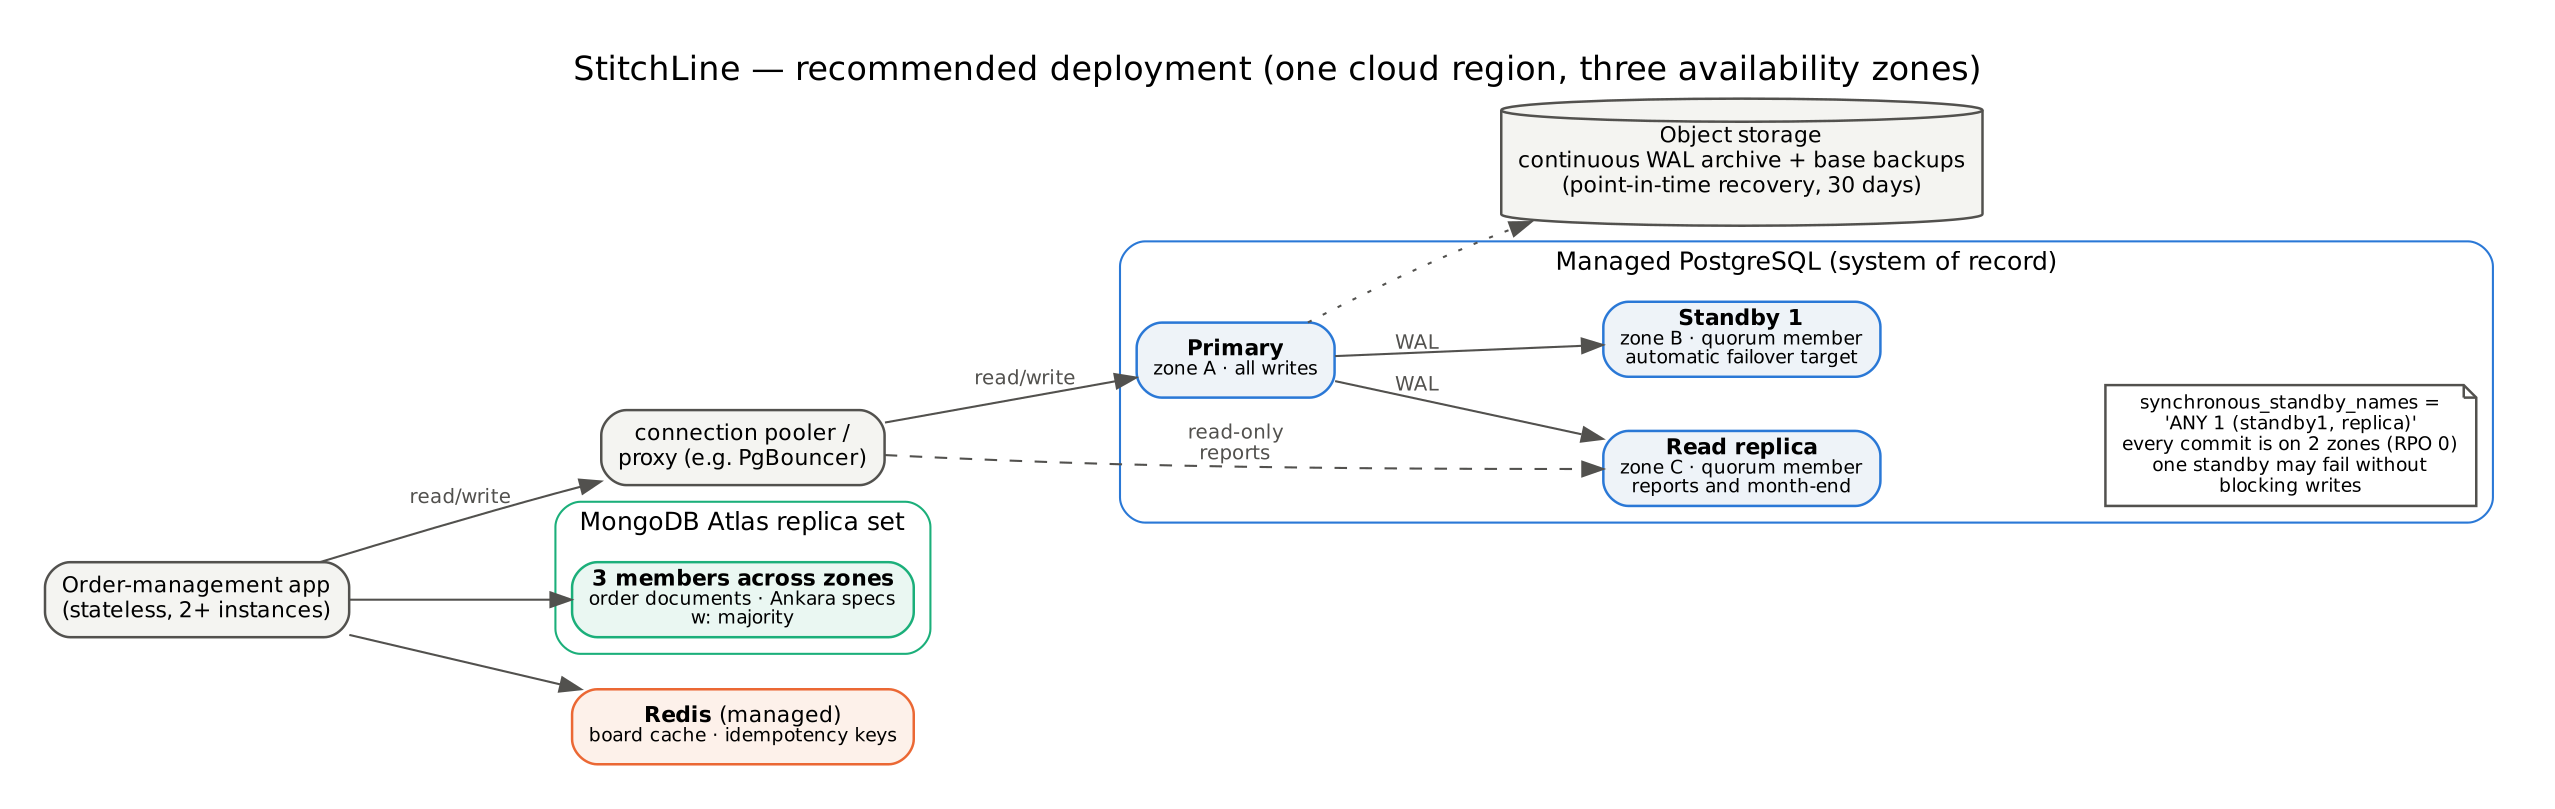 StitchLine — recommended deployment (one cloud region, three availability zones)
Object storage
continuous WAL archive + base backups
(point-in-time recovery, 30 days)
Managed PostgreSQL (system of record)
Primary
zone A · all writes
WAL
WAL
Standby 1
zone B · quorum member
automatic failover target
Read replica
zone C · quorum member
reports and month-end
synchronous_standby_names =
'ANY 1 (standby1, replica)'
every commit is on 2 zones (RPO 0)
one standby may fail without
blocking writes
read/write
read-only
reports
connection pooler /
proxy (e.g. PgBouncer)
read/write
MongoDB Atlas replica set
3 members across zones
order documents · Ankara specs
w: majority
Order-management app
(stateless, 2+ instances)
Redis (managed)
board cache · idempotency keys